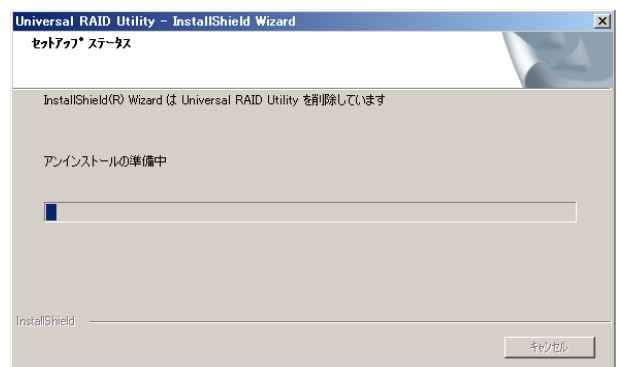 Universal RAID Utility - InstallShield Wizard
セットアップ ステータス
InstallShield(R) Wizard は Universal RAID Utility を削除しています
アンインストールの準備中
InstallShield
キャンセル